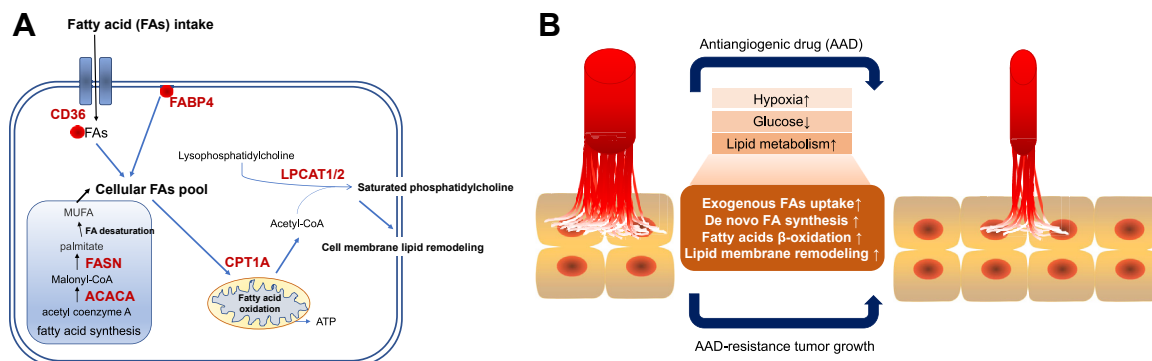 A
Fatty acid (FAs) intake
CD36
FABP4
FAs
Lysophosphatidylcholine
LPCAT1/2
Saturated phosphatidylcholine
Cellular FAs pool
MUFA
FA desaturation
palmitate
FASN
Malonyl-CoA
ACACA
acetyl coenzyme A
fatty acid synthesis
Acetyl-CoA
Cell membrane lipid remodeling
CPT1A
Fatty acid
oxidation
ATP
B
Antiangiogenic drug (AAD)
Hypoxia↑
Glucose↓
Lipid metabolism↑
Exogenous FAs uptake↑
De novo FA synthesis ↑
Fatty acids β-oxidation ↑
Lipid membrane remodeling ↑
AAD-resistance tumor growth